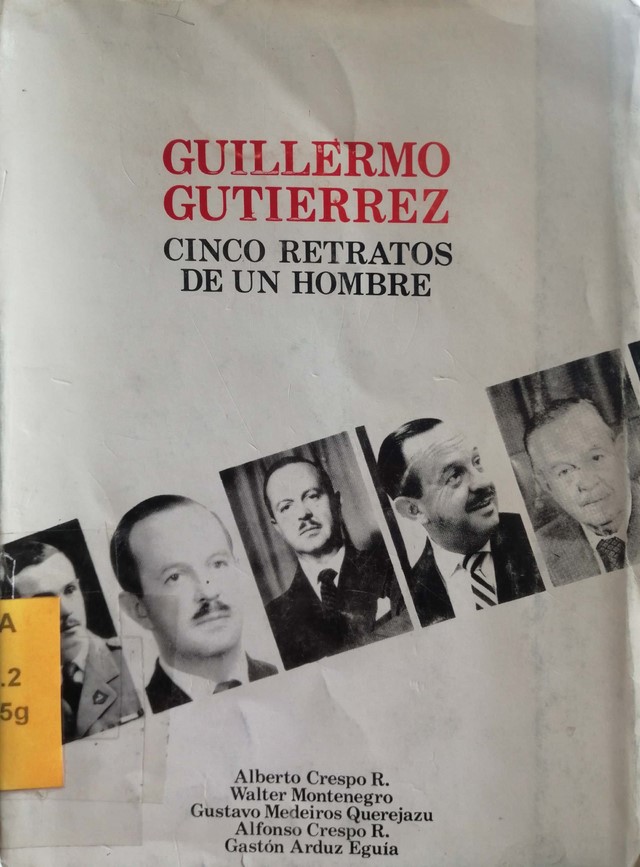 GUILLERMO
GUTIERREZ
CINCO RETRATOS
DE UN HOMBRE
A
.2
5g
Alberto Crespo R.
Walter Montenegro
Gustavo Medeiros Querejazu
Alfonso Crespo R.
Gastón Arduz Eguía